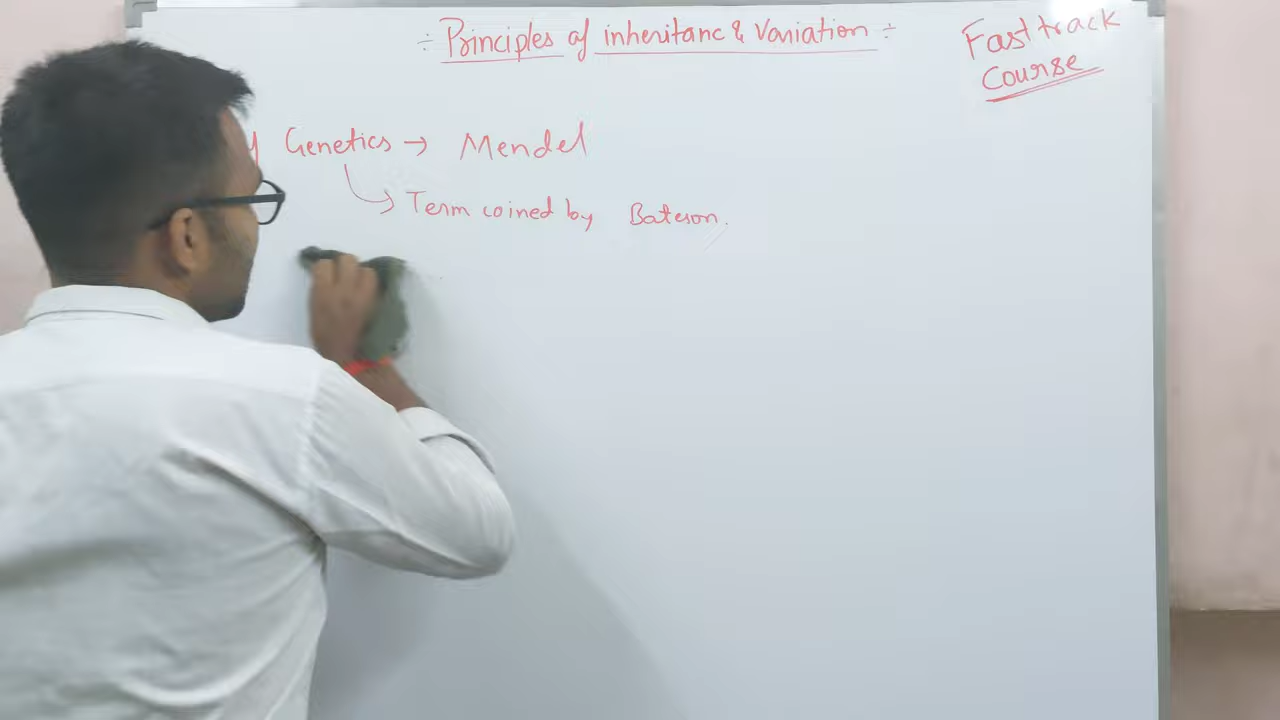 ÷ Principles of inheritanc & Variation ÷
Fast track
Course
Genetics → Mendel
Term coined by Bateson.